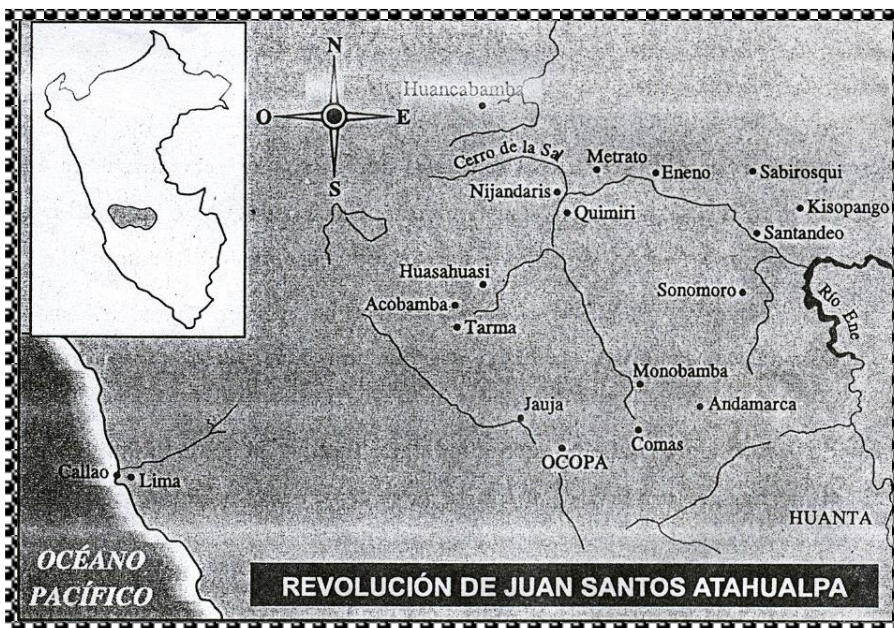 N
Huancabamba
O
E
Cerro de la Sal
Metrato
Eneno
Sabirosqui
S
Nijandaris
Kisopango
Quimiri
Santandeo
Huasahuasi
Sonomoro
Río Ene
Acobamba
Tarma
Monobamba
Jauja
Andamarca
Comas
OCOPA
Callao
Lima
HUANTA
OCÉANO
PACÍFICO
REVOLUCIÓN DE JUAN SANTOS ATAHUALPA